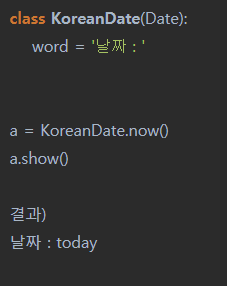 class KoreanDate(Date):
    word = '날짜 : '
a = KoreanDate.now()
a.show()
결과)
날짜 : today